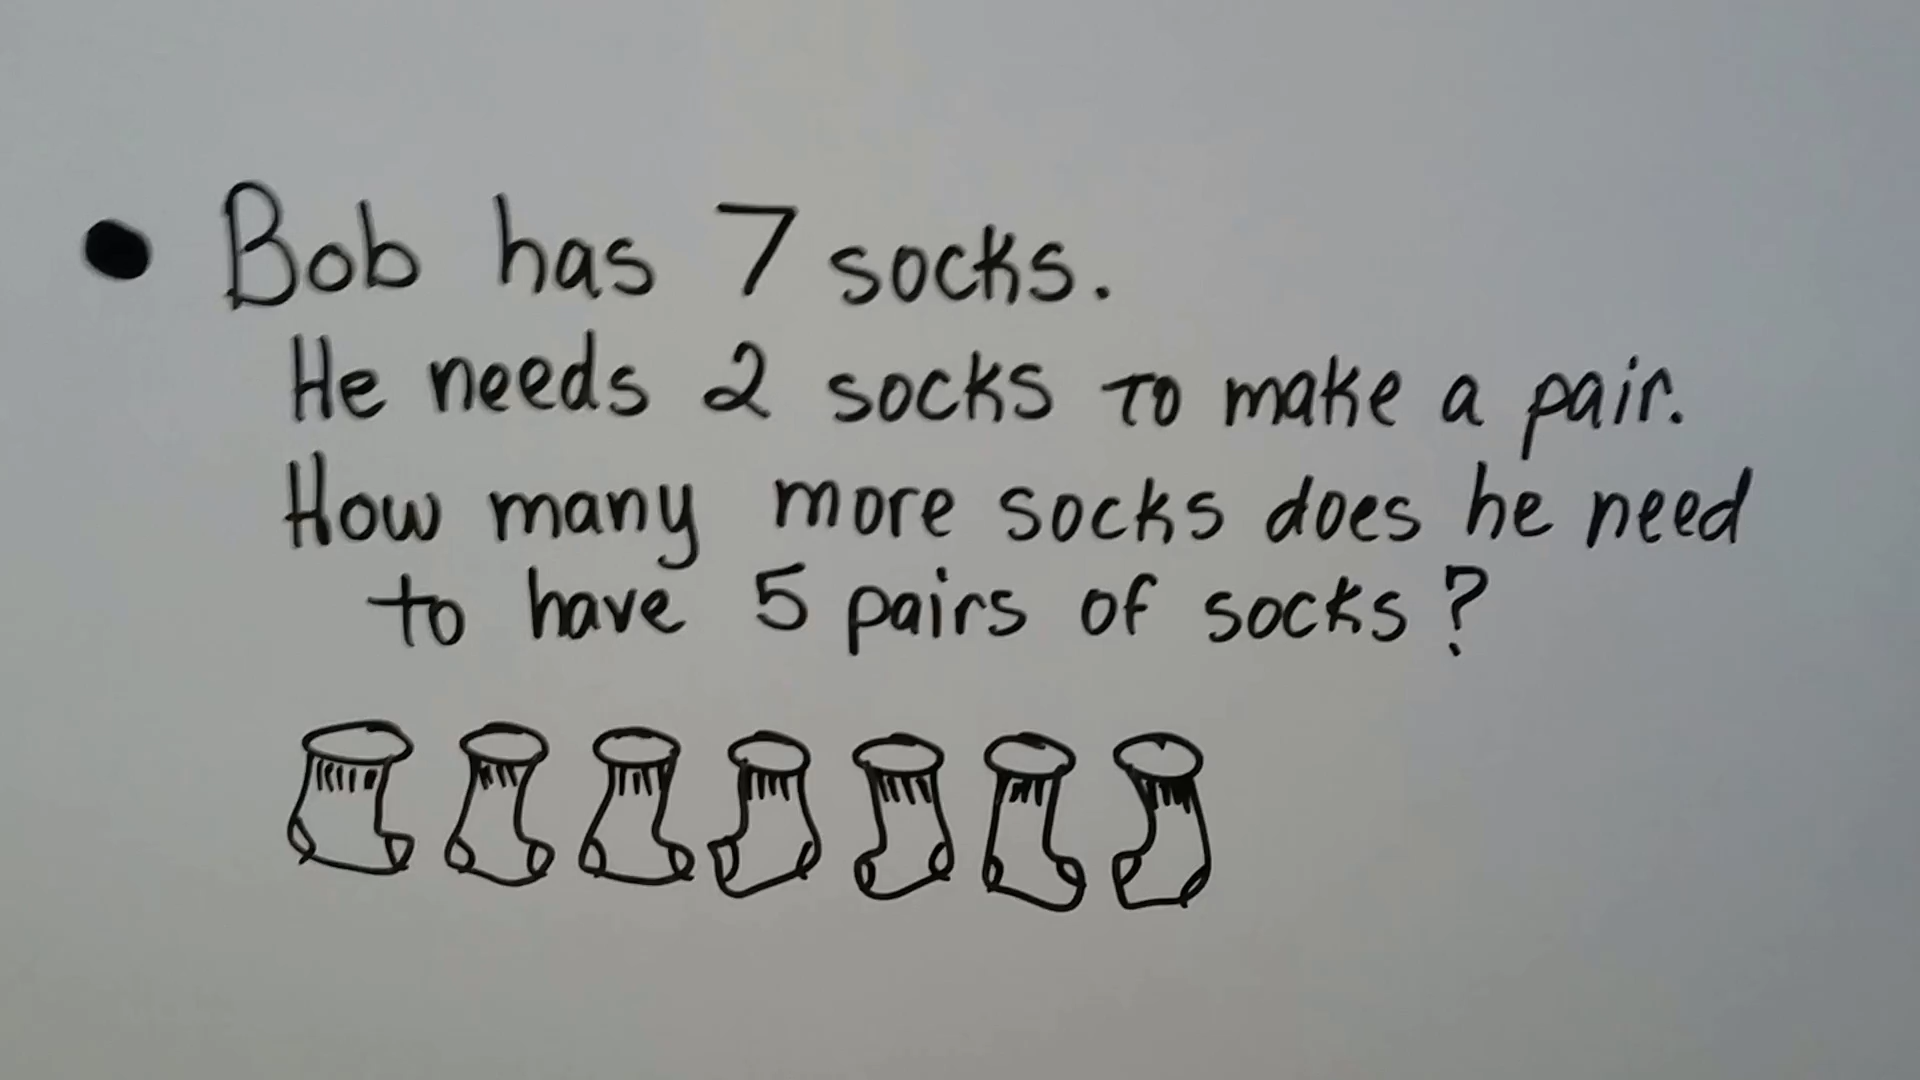 • Bob has 7 socks.
He needs 2 socks to make a pair.
How many more socks does he need
to have 5 pairs of socks?